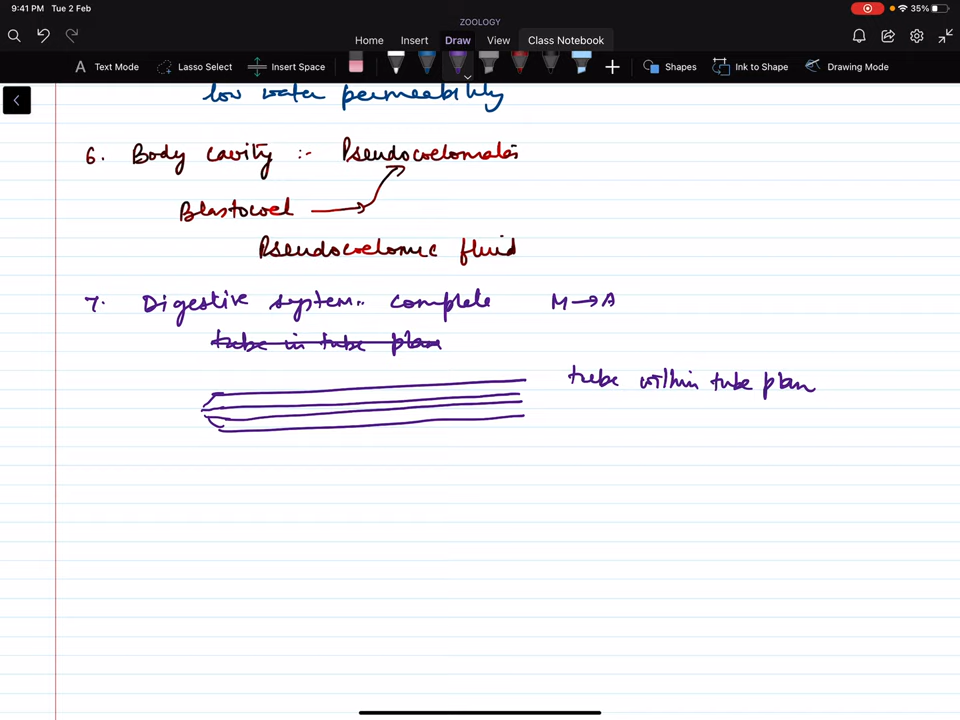 9:41 PM Tue 2 Feb
35%
ZOOLOGY
Home Insert Draw View Class Notebook
Text Mode Lasso Select Insert Space Shapes Ink to Shape Drawing Mode
low water permeability
6. Body cavity :- Pseudocoelomates
Blastocoel
Pseudocoelomic fluid
7. Digestive system:. complete M → A
tube in tube plan
tube within tube plan